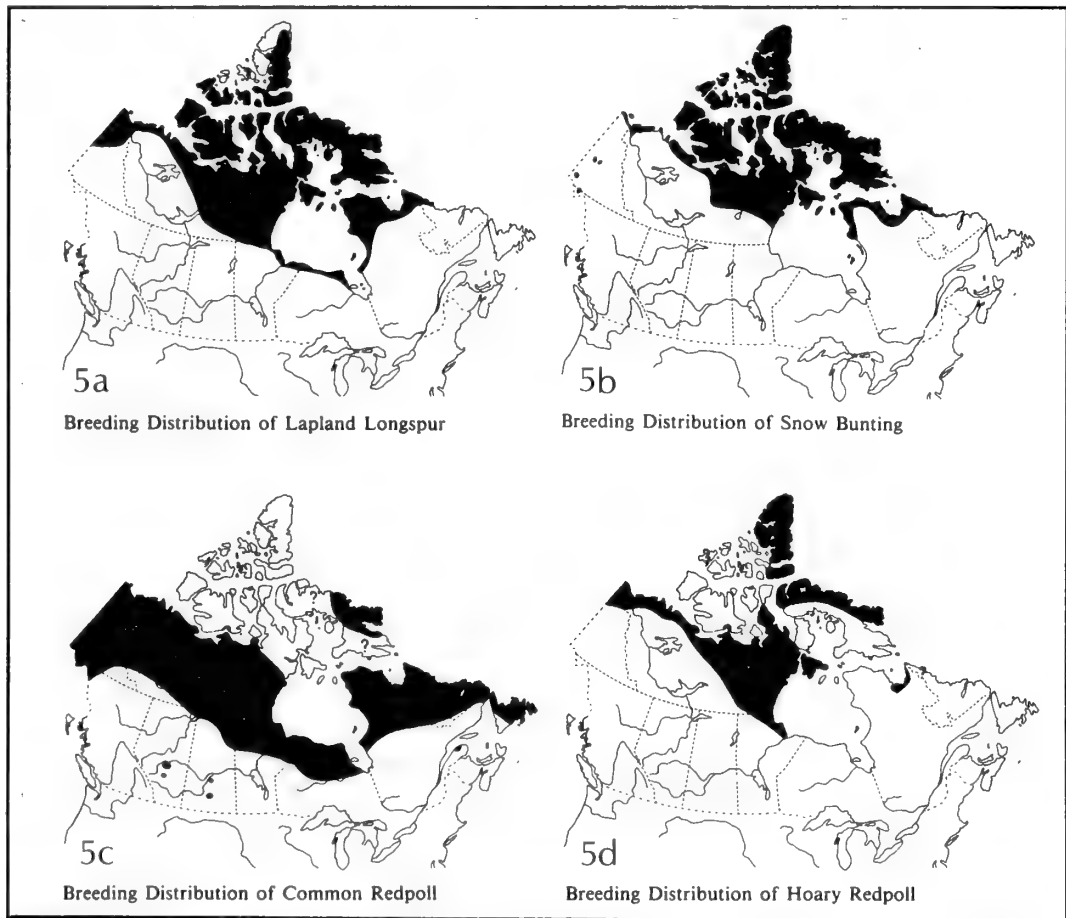 5a
Breeding Distribution of Lapland Longspur
5b
Breeding Distribution of Snow Bunting
?
5c
Breeding Distribution of Common Redpoll
5d
Breeding Distribution of Hoary Redpoll